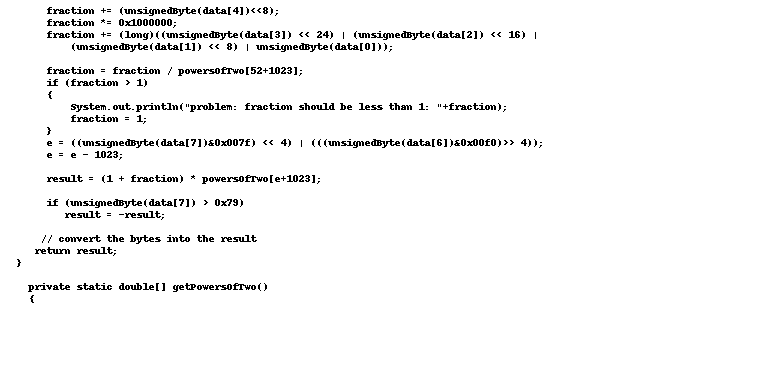 fraction += (unsignedByte(data[4])<<8);
fraction *= 0x1000000;
fraction += (long)((unsignedByte(data[3]) << 24) | (unsignedByte(data[2]) << 16) |
(unsignedByte(data[1]) << 8) | unsignedByte(data[0]));
fraction = fraction / powersOfTwo[52+1023];
if (fraction > 1)
{
System.out.println("problem: fraction should be less than 1: "+fraction);
fraction = 1;
}
e = ((unsignedByte(data[7])&0x007f) << 4) | (((unsignedByte(data[6])&0x00f0)>> 4));
e = e - 1023;
result = (1 + fraction) * powersOfTwo[e+1023];
if (unsignedByte(data[7]) > 0x79)
result = -result;
// convert the bytes into the result
return result;
}
private static double[] getPowersOfTwo()
{